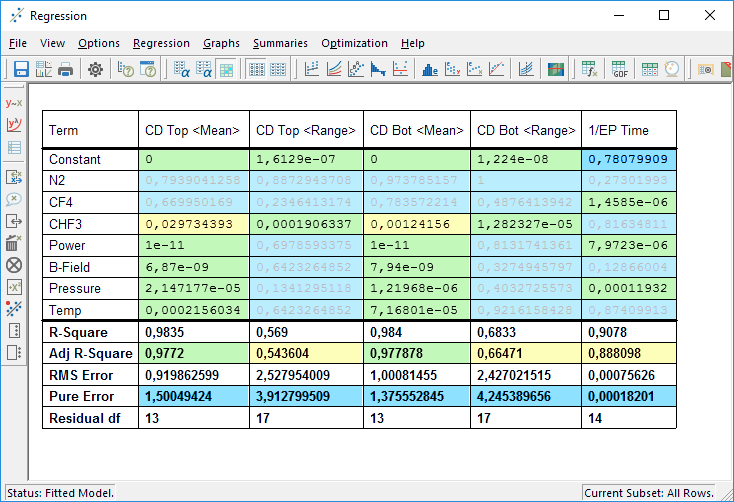 Regression
File View Options Regression Graphs Summaries Optimization Help
Term CD Top <Mean> CD Top <Range> CD Bot <Mean> CD Bot <Range> 1/EP Time
Constant 0 1,6129e-07 0 1,224e-08 0,78079909
N2 0,7939041258 0,8872943708 0,973785157 1 0,27301993
CF4 0,669950169 0,2346413174 0,783572214 0,4876413942 1,4585e-06
CHF3 0,029734393 0,0001906337 0,00124156 1,282327e-05 0,81634811
Power 1e-11 0,6978593375 1e-11 0,8131741361 7,9723e-06
B-Field 6,87e-09 0,6423264852 7,94e-09 0,3274945797 0,12866004
Pressure 2,147177e-05 0,1341295118 1,21968e-06 0,4032725573 0,00011932
Temp 0,0002156034 0,6423264852 7,16801e-05 0,9216158428 0,87409913
R-Square 0,9835 0,569 0,984 0,6833 0,9078
Adj R-Square 0,9772 0,543604 0,977878 0,66471 0,888098
RMS Error 0,919862599 2,527954009 1,00081455 2,427021515 0,00075626
Pure Error 1,50049424 3,912799509 1,375552845 4,245389656 0,00018201
Residual df 13 17 13 17 14
Status: Fitted Model. Current Subset: All Rows.